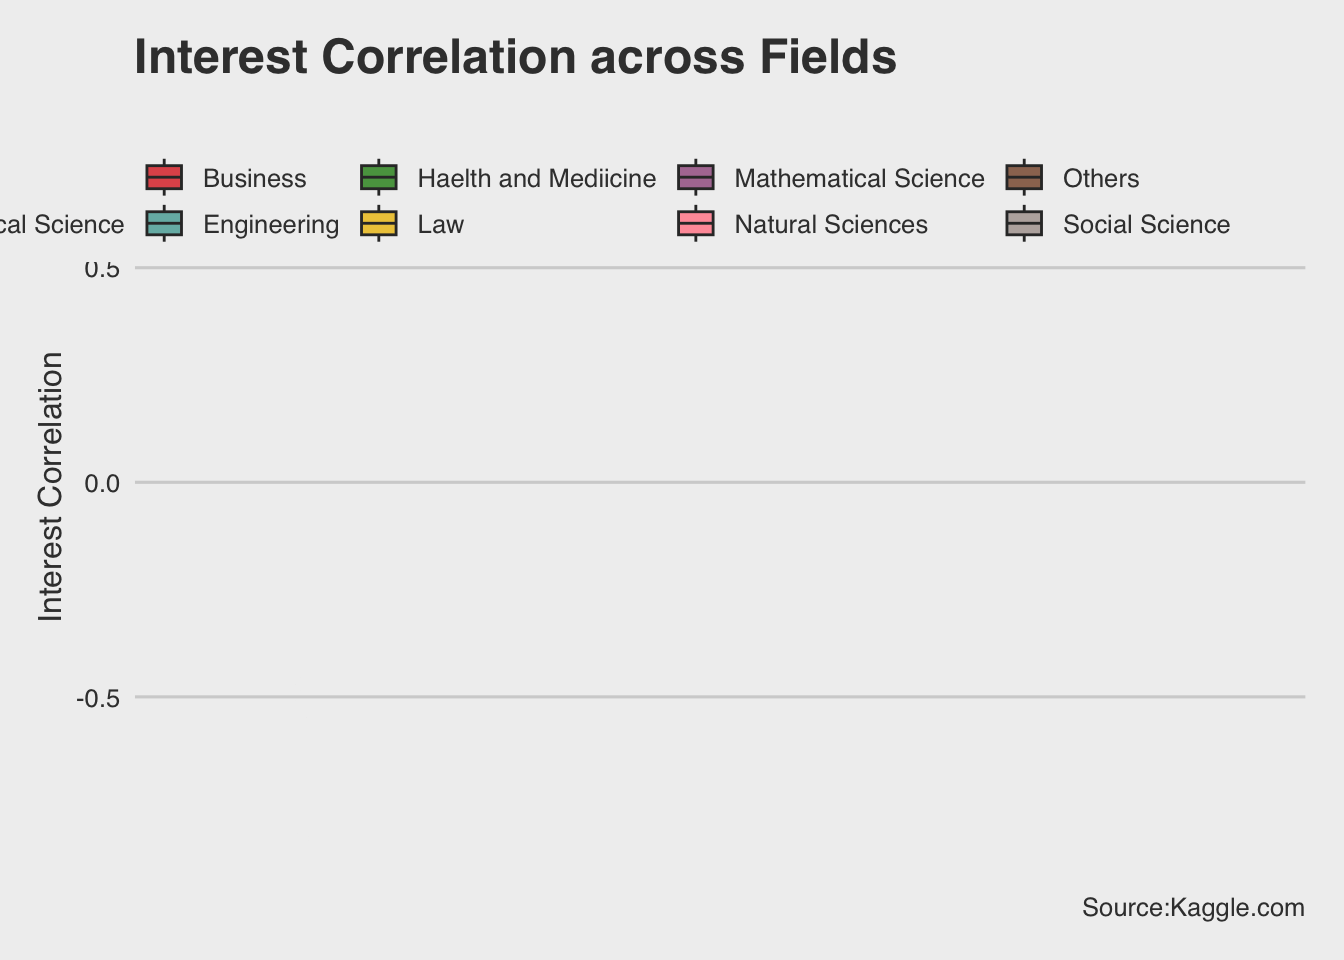 Interest Correlation across Fields
Business Haelth and Mediicine Mathematical Science Others
Science Engineering Law Natural Sciences Social Science
0.5
Interest Correlation
0.0
-0.5
Source:Kaggle.com